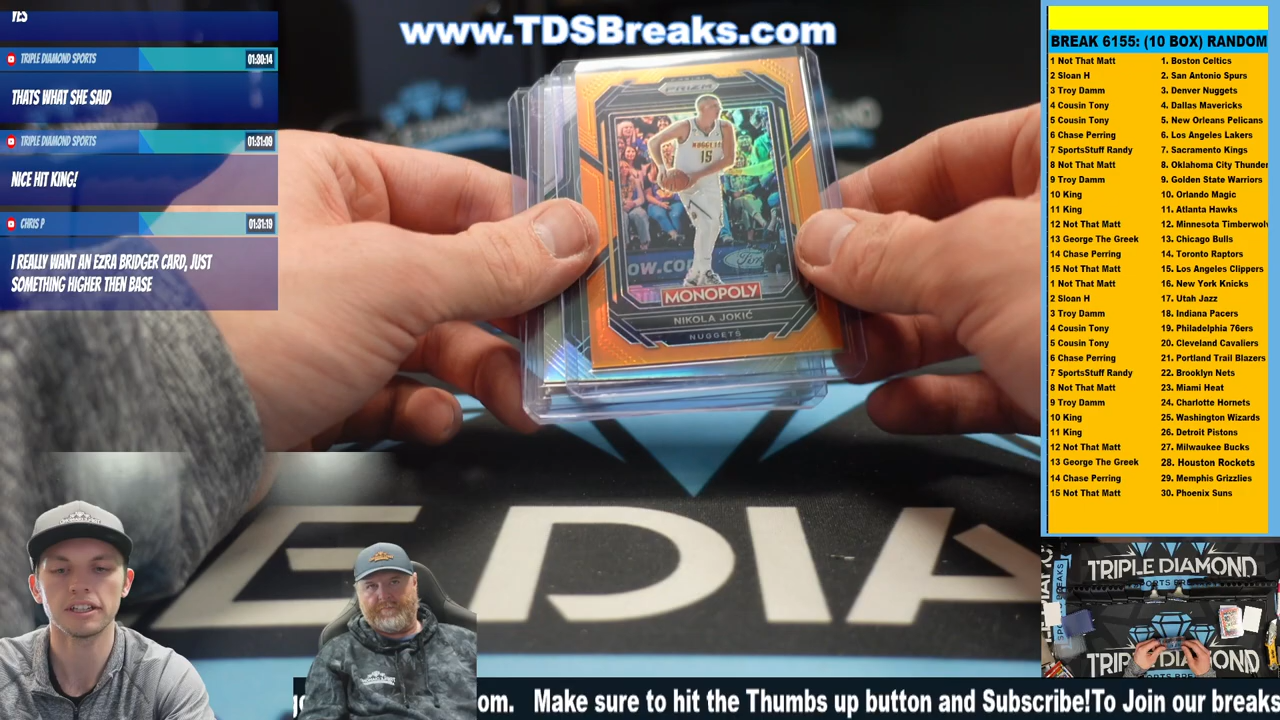 www.TDSBreaks.com
TRIPLE DIAMOND SPORTS
01:30:14
THATS WHAT SHE SAID
TRIPLE DIAMOND SPORTS
01:31:09
NICE HIT KING!
CHRIS P
01:31:19
I REALLY WANT AN EZRA BRIDGER CARD, JUST
SOMETHING HIGHER THEN BASE
PRIZM
NUGGETS
15
OW.CO
Ford
MONOPOLY
NIKOLA JOKIĆ
NUGGETS
BREAK 6155: (10 BOX) RANDOM
1 Not That Matt 1. Boston Celtics
2 Sloan H 2. San Antonio Spurs
3 Troy Damm 3. Denver Nuggets
4 Cousin Tony 4. Dallas Mavericks
5 Cousin Tony 5. New Orleans Pelicans
6 Chase Perring 6. Los Angeles Lakers
7 SportsStuff Randy 7. Sacramento Kings
8 Not That Matt 8. Oklahoma City Thunder
9 Troy Damm 9. Golden State Warriors
10 King 10. Orlando Magic
11 King 11. Atlanta Hawks
12 Not That Matt 12. Minnesota Timberwolv
13 George The Greek 13. Chicago Bulls
14 Chase Perring 14. Toronto Raptors
15 Not That Matt 15. Los Angeles Clippers
1 Not That Matt 16. New York Knicks
2 Sloan H 17. Utah Jazz
3 Troy Damm 18. Indiana Pacers
4 Cousin Tony 19. Philadelphia 76ers
5 Cousin Tony 20. Cleveland Cavaliers
6 Chase Perring 21. Portland Trail Blazers
7 SportsStuff Randy 22. Brooklyn Nets
8 Not That Matt 23. Miami Heat
9 Troy Damm 24. Charlotte Hornets
10 King 25. Washington Wizards
11 King 26. Detroit Pistons
12 Not That Matt 27. Milwaukee Bucks
13 George The Greek 28. Houston Rockets
14 Chase Perring 29. Memphis Grizzlies
15 Not That Matt 30. Phoenix Suns
E DIA
TRIPLE DIAMOND
SPORTS BREAKS
TRIPLE DIAMOND
om. Make sure to hit the Thumbs up button and Subscribe!To Join our breaks